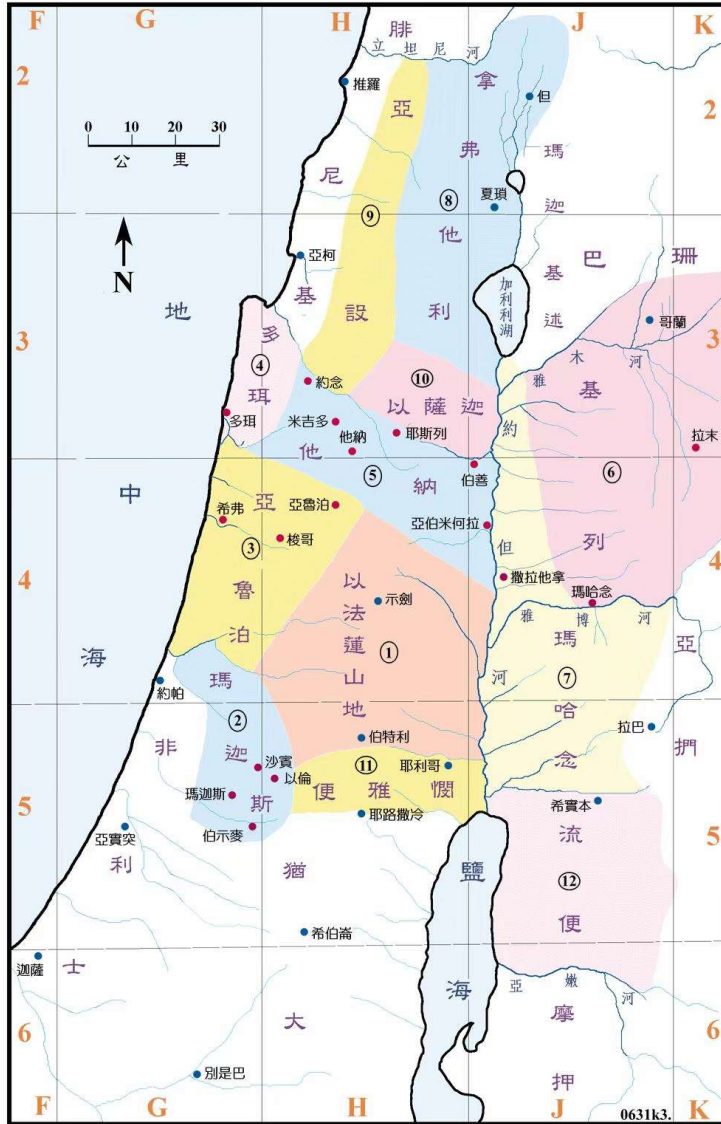 F G H J K
2
2
3
3
4
4
5
5
6
6
F G H J K
0 10 20 30
公里
N
腓尼基
立坦尼河
推羅
亞設
拿弗他利
但
瑪迦
基述
夏瑣
巴珊
⑨
⑧
亞柯
加利利湖
哥蘭
雅木河
地中海
多珥
④
多珥
約念
⑩
以薩迦
米吉多
他納
耶斯列
他納
⑤
伯善
基列
⑥
拉末
約但河
亞魯泊
希弗
亞魯泊
梭哥
③
亞伯米何拉
撒拉他拿
瑪哈念
雅博河
以法蓮山地
示劍
①
瑪哈念
⑦
亞捫
約帕
瑪迦斯
②
沙賓
以倫
瑪迦斯
伯示麥
伯特利
⑪
耶利哥
便雅憫
拉巴
希實本
耶路撒冷
流便
⑫
非利士
亞實突
猶大
希伯崙
鹽海
迦薩
亞嫩河
摩押
別是巴
0631k3.